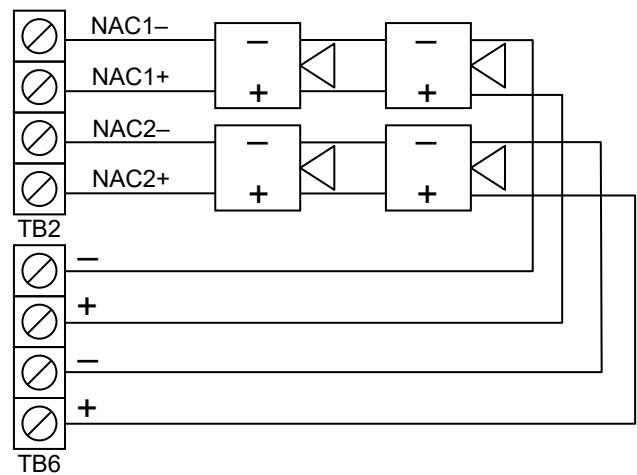 NAC1–
– –
NAC1+
+ +
NAC2–
– –
NAC2+
+ +
TB2
–
+
–
+
TB6